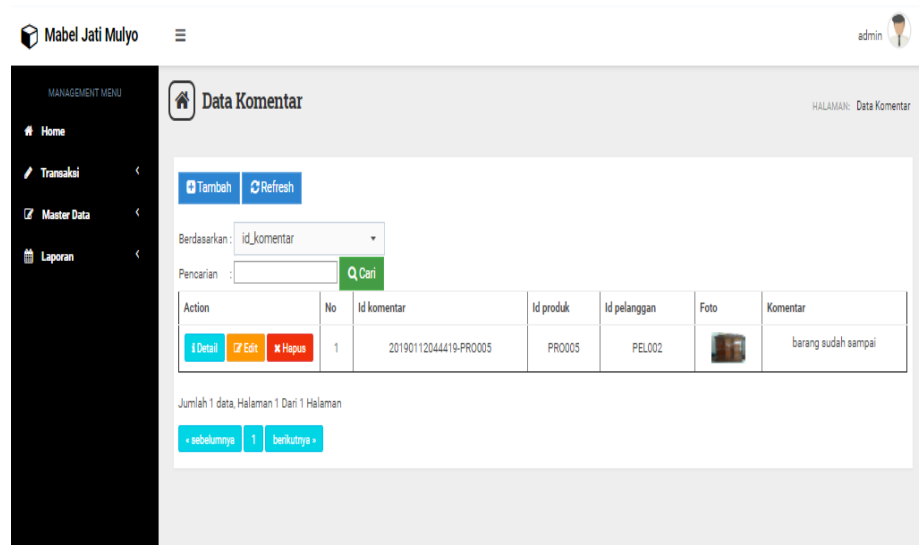 Mabel Jati Mulyo
admin
MANAGEMENT MENU
Home
Transaksi
Master Data
Laporan
Data Komentar
HALAMAN: Data Komentar
Tambah Refresh
Berdasarkan : id_komentar
Pencarian : Cari
Action No Id komentar Id produk Id pelanggan Foto Komentar
Detail Edit Hapus 1 20190112044419-PRO005 PRO005 PEL002 barang sudah sampai
Jumlah 1 data, Halaman 1 Dari 1 Halaman
« sebelumnya 1 berikutnya »